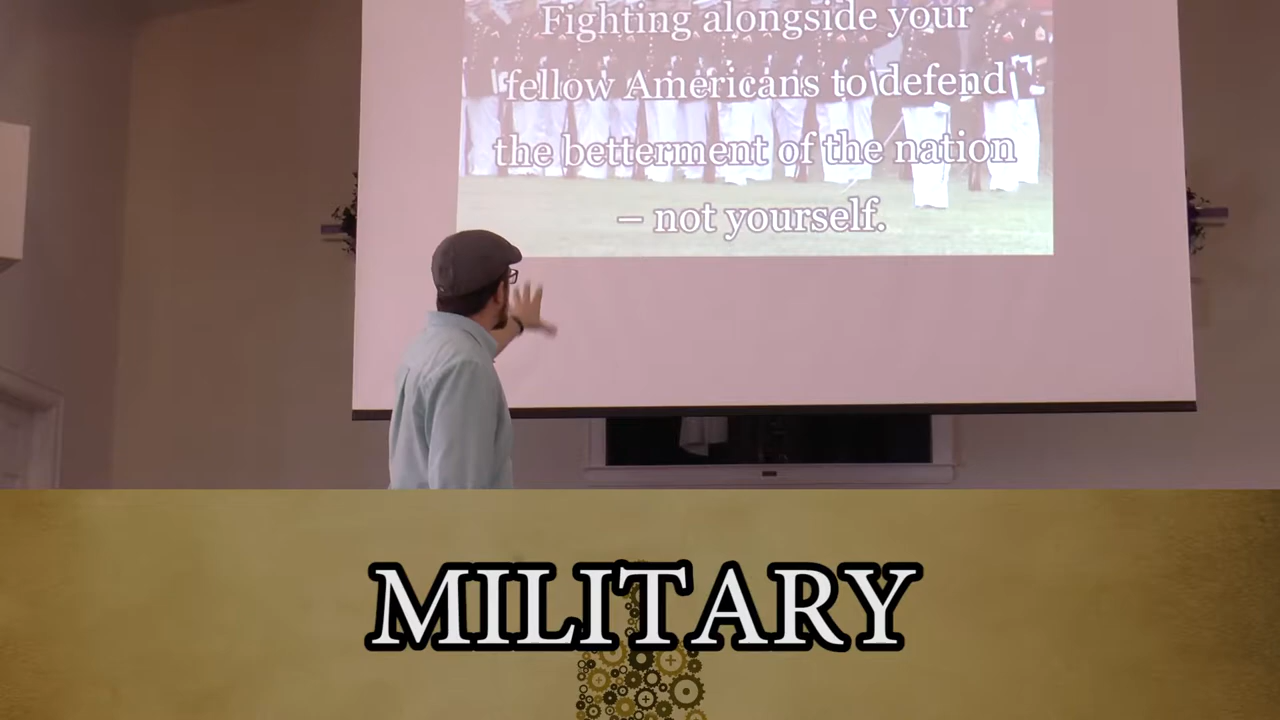 Fighting alongside your
fellow Americans to defend
the betterment of the nation
– not yourself.
MILITARY